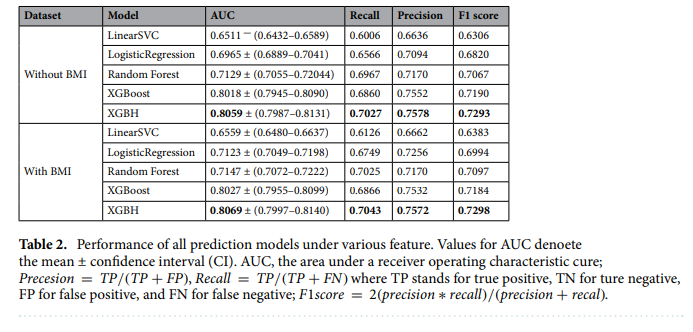 Dataset Model AUC Recall Precision F1 score
LinearSVC 0.6511 ¯ (0.6432–0.6589) 0.6006 0.6636 0.6306
LogisticRegression 0.6965 ± (0.6889–0.7041) 0.6566 0.7094 0.6820
Without BMI Random Forest 0.7129 ± (0.7055–0.72044) 0.6967 0.7170 0.7067
XGBoost 0.8018 ± (0.7945–0.8090) 0.6860 0.7552 0.7190
XGBH 0.8059 ± (0.7987–0.8131) 0.7027 0.7578 0.7293
LinearSVC 0.6559 ± (0.6480–0.6637) 0.6126 0.6662 0.6383
LogisticRegression 0.7123 ± (0.7049–0.7198) 0.6749 0.7256 0.6994
With BMI Random Forest 0.7147 ± (0.7072–0.7222) 0.7025 0.7170 0.7097
XGBoost 0.8027 ± (0.7955–0.8099) 0.6866 0.7532 0.7184
XGBH 0.8069 ± (0.7997–0.8140) 0.7043 0.7572 0.7298
Table 2. Performance of all prediction models under various feature. Values for AUC denoete
the mean ± confidence interval (CI). AUC, the area under a receiver operating characteristic cure;
Precesion = TP/(TP + FP), Recall = TP/(TP + FN) where TP stands for true positive, TN for ture negative,
FP for false positive, and FN for false negative; F1score = 2(precision ∗ recall)/(precision + recal).